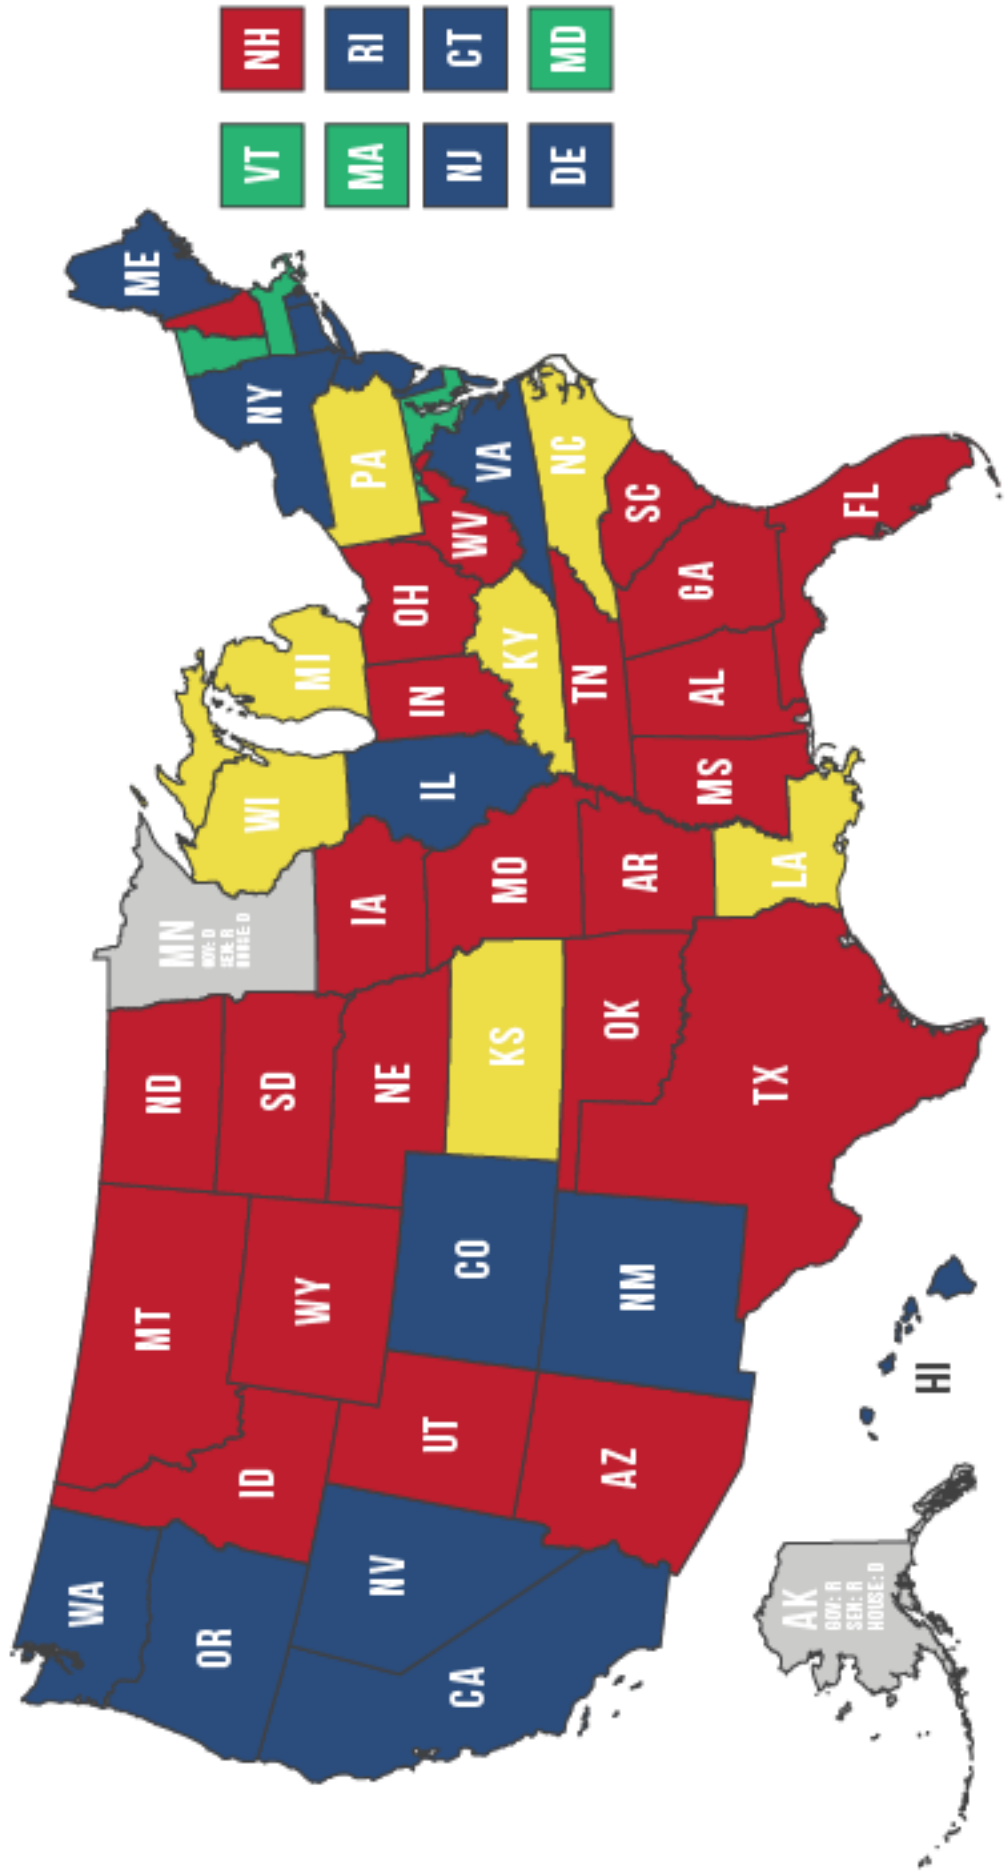 WA
OR
CA
NV
ID
MT
WY
UT
AZ
CO
NM
ND
SD
NE
KS
OK
TX
MN
GOV: D
SEN: R
HOUSE: D
IA
MO
AR
LA
WI
IL
MI
IN
OH
KY
TN
MS
AL
GA
FL
SC
NC
VA
WV
PA
NY
ME
VT
NH
MA
RI
NJ
CT
DE
MD
AK
GOV: R
SEN: R
HOUSE: D
HI